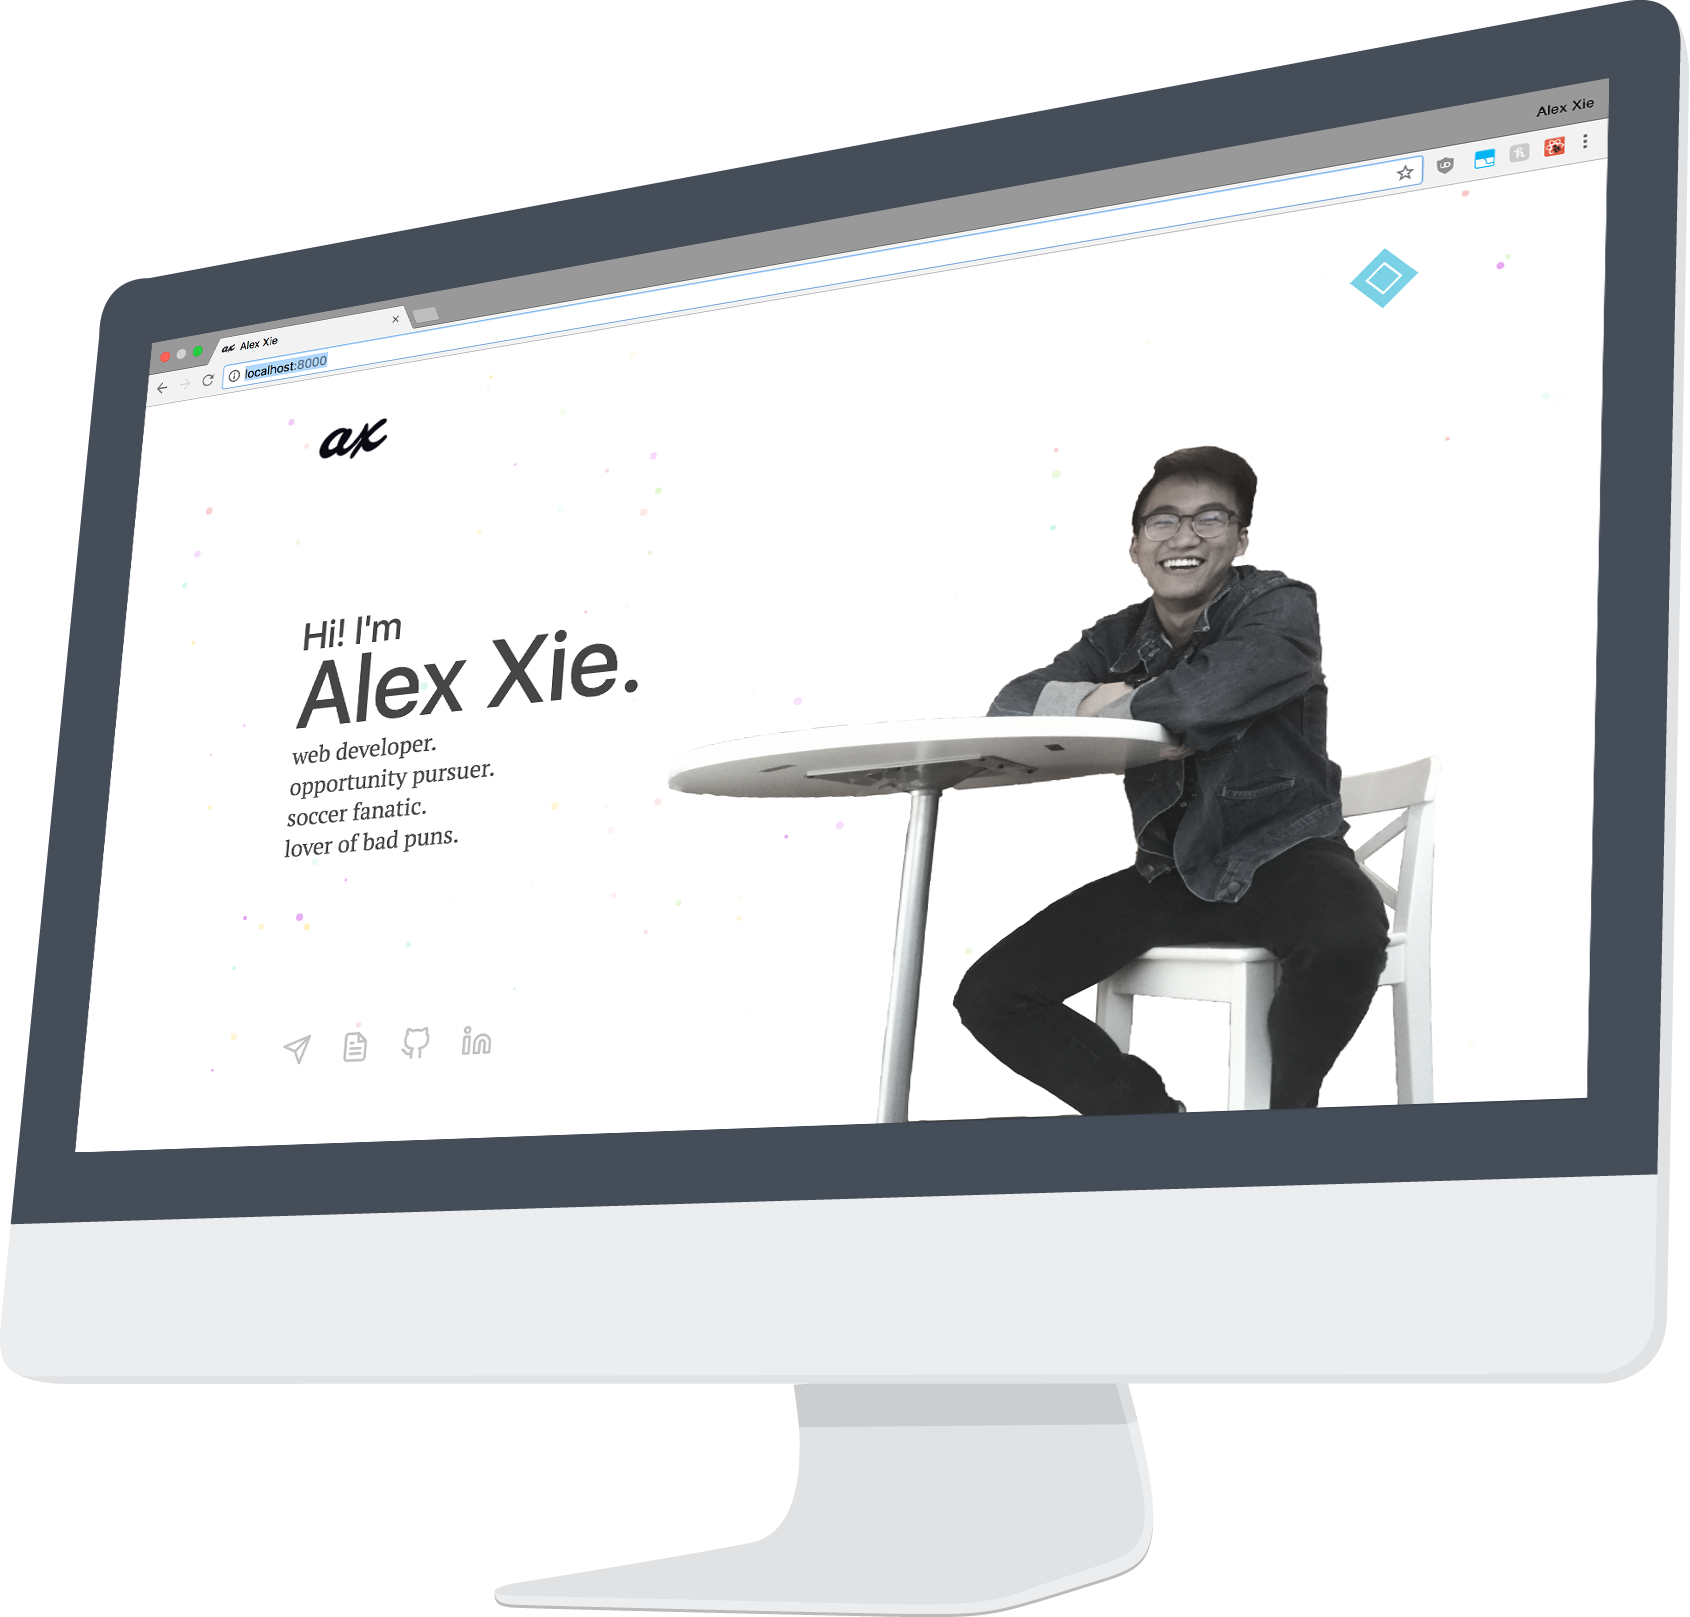 Alex Xie
ax Alex Xie
localhost:8000
ax
Hi! I'm
Alex Xie.
web developer.
opportunity pursuer.
soccer fanatic.
lover of bad puns.
in